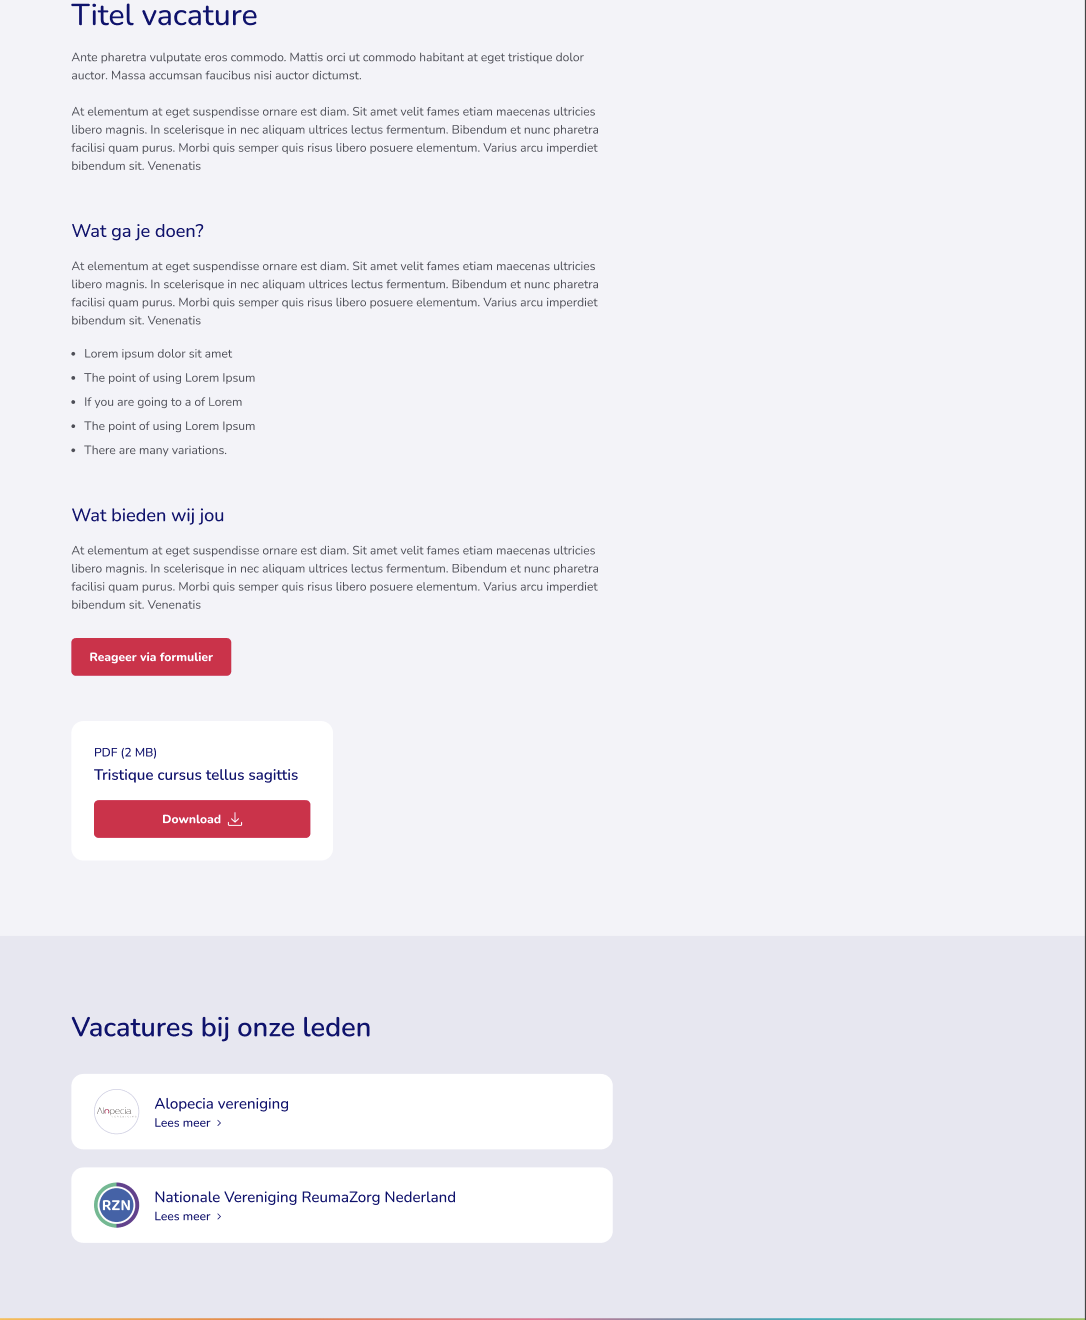 Titel vacature
Ante pharetra vulputate eros commodo. Mattis orci ut commodo habitant at eget tristique dolor
auctor. Massa accumsan faucibus nisi auctor dictumst.
At elementum at eget suspendisse ornare est diam. Sit amet velit fames etiam maecenas ultricies
libero magnis. In scelerisque in nec aliquam ultrices lectus fermentum. Bibendum et nunc pharetra
facilisi quam purus. Morbi quis semper quis risus libero posuere elementum. Varius arcu imperdiet
bibendum sit. Venenatis
Wat ga je doen?
At elementum at eget suspendisse ornare est diam. Sit amet velit fames etiam maecenas ultricies
libero magnis. In scelerisque in nec aliquam ultrices lectus fermentum. Bibendum et nunc pharetra
facilisi quam purus. Morbi quis semper quis risus libero posuere elementum. Varius arcu imperdiet
bibendum sit. Venenatis
• Lorem ipsum dolor sit amet
• The point of using Lorem Ipsum
• If you are going to a of Lorem
• The point of using Lorem Ipsum
• There are many variations.
Wat bieden wij jou
At elementum at eget suspendisse ornare est diam. Sit amet velit fames etiam maecenas ultricies
libero magnis. In scelerisque in nec aliquam ultrices lectus fermentum. Bibendum et nunc pharetra
facilisi quam purus. Morbi quis semper quis risus libero posuere elementum. Varius arcu imperdiet
bibendum sit. Venenatis
Reageer via formulier
PDF (2 MB)
Tristique cursus tellus sagittis
Download
Vacatures bij onze leden
Alopecia
Alopecia vereniging
Lees meer
RZN
Nationale Vereniging ReumaZorg Nederland
Lees meer